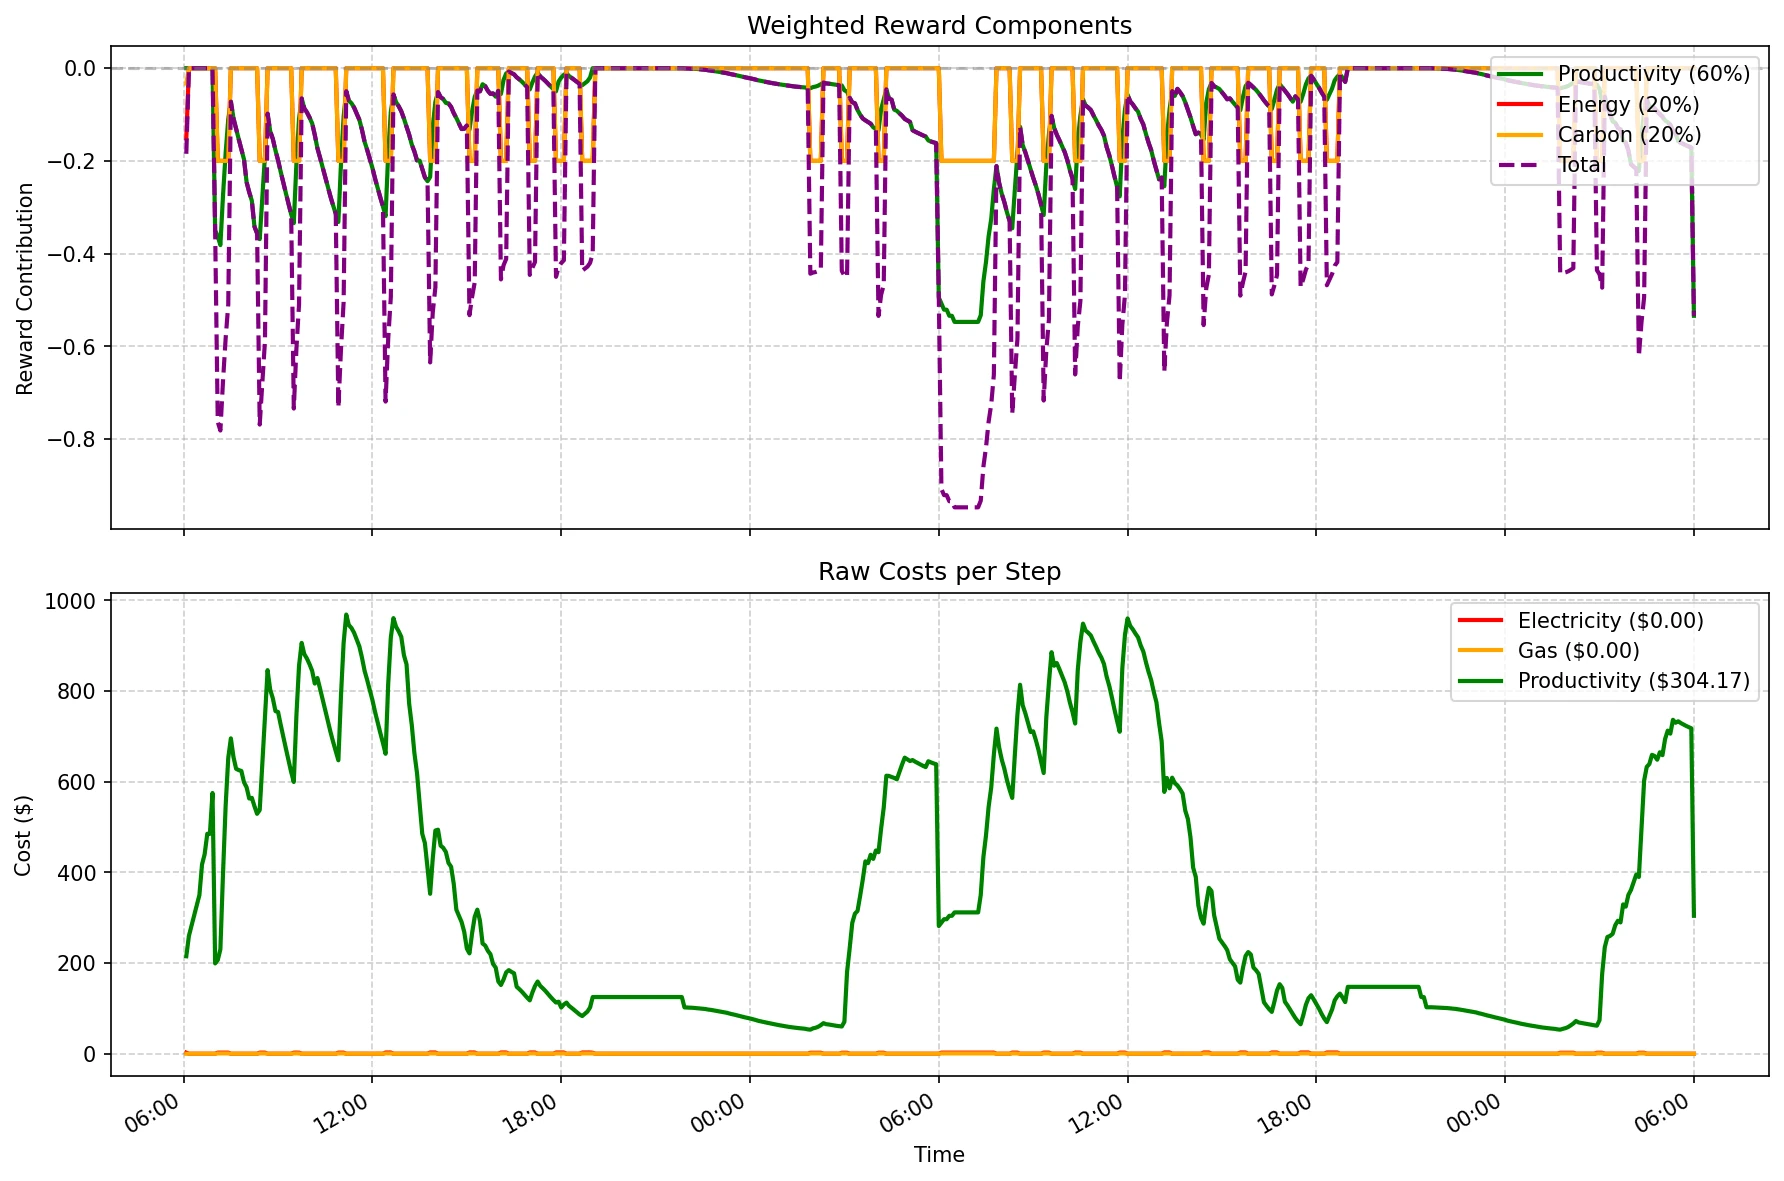 Weighted Reward Components
Reward Contribution
0.0
−0.2
−0.4
−0.6
−0.8
Productivity (60%)
Energy (20%)
Carbon (20%)
Total
Raw Costs per Step
Cost ($)
1000
800
600
400
200
0
Electricity ($0.00)
Gas ($0.00)
Productivity ($304.17)
06:00 12:00 18:00 00:00 06:00 12:00 18:00 00:00 06:00
Time